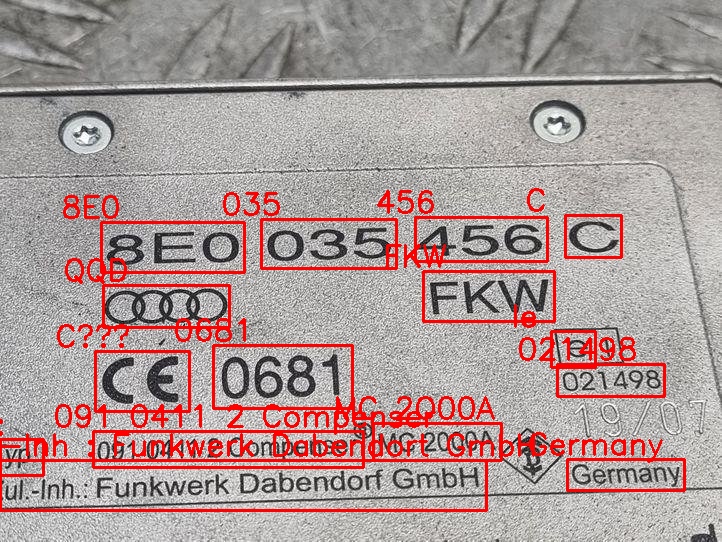 8E0 035 456 C
8E0 035 456 C
QQD FKW
FKW
C??? 0681 le
021498
CE 0681
021498
19/07
091 0411 2 Compenser MC 2000A
Inh : Funkwerk Dabendorf GmbH Germany
091 0411 2 Compenser® MC 2000A
ul.-Inh.: Funkwerk Dabendorf GmbH Germany